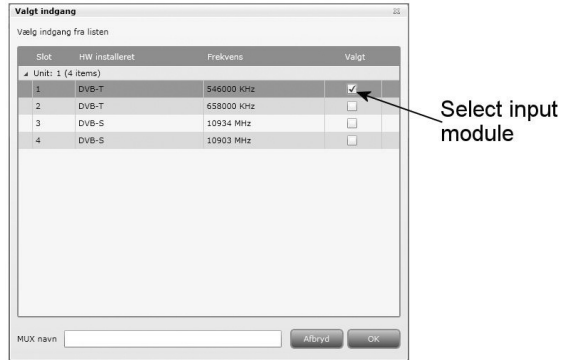 Valgt indgang
Vælg indgang fra listen
Slot HW installeret Frekvens Valgt
Unit: 1 (4 items)
1 DVB-T 546000 KHz
2 DVB-T 658000 KHz
3 DVB-S 10934 MHz
4 DVB-S 10903 MHz
Select input
module
MUX navn Afbryd OK